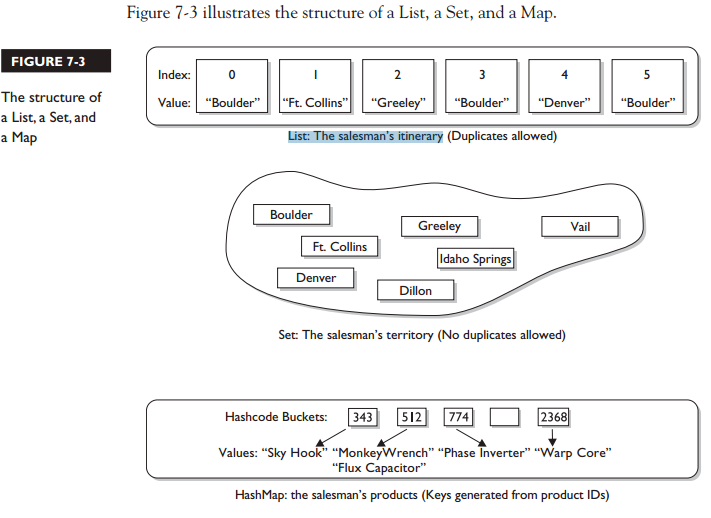 Figure 7-3 illustrates the structure of a List, a Set, and a Map.
FIGURE 7-3
The structure of
a List, a Set, and
a Map
Index: 0 1 2 3 4 5
Value: “Boulder” “Ft. Collins” “Greeley” “Boulder” “Denver” “Boulder”
List: The salesman’s itinerary (Duplicates allowed)
Boulder
Greeley
Vail
Ft. Collins
Idaho Springs
Denver
Dillon
Set: The salesman’s territory (No duplicates allowed)
Hashcode Buckets: 343 512 774 2368
Values: “Sky Hook” “MonkeyWrench” “Phase Inverter” “Warp Core”
“Flux Capacitor”
HashMap: the salesman’s products (Keys generated from product IDs)